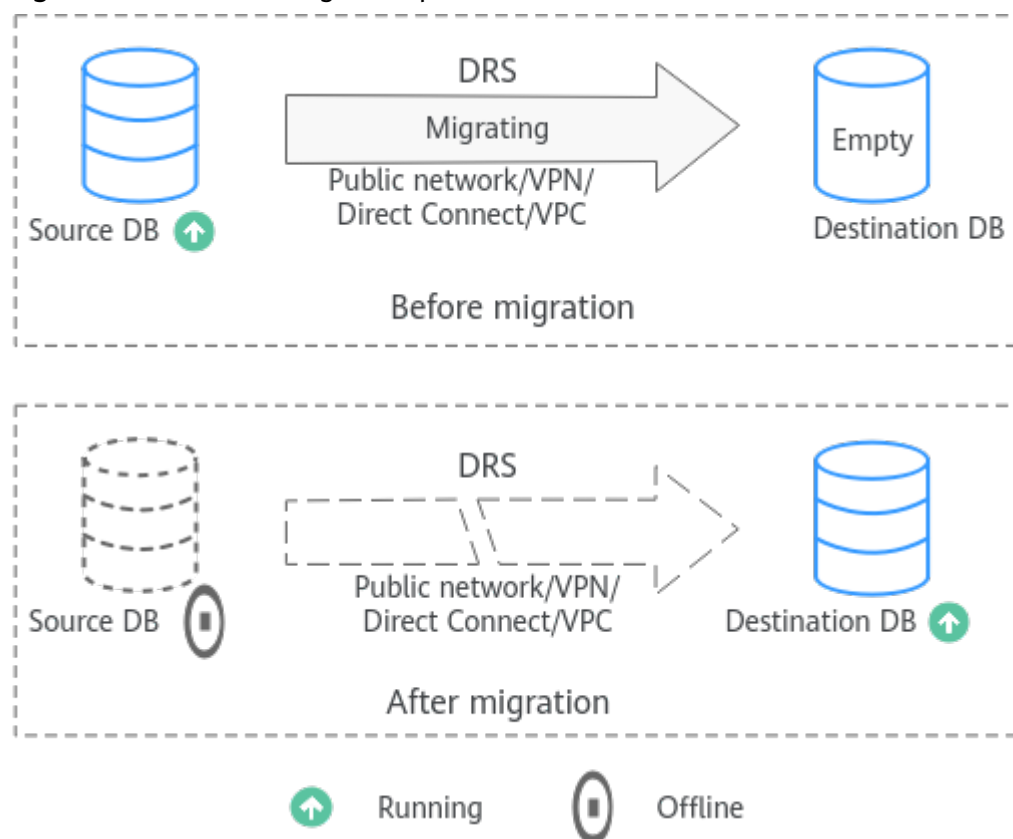 DRS
Migrating
Empty
Public network/VPN/
Direct Connect/VPC
Source DB
Destination DB
Before migration
DRS
Public network/VPN/
Direct Connect/VPC
Source DB
Destination DB
After migration
Running
Offline